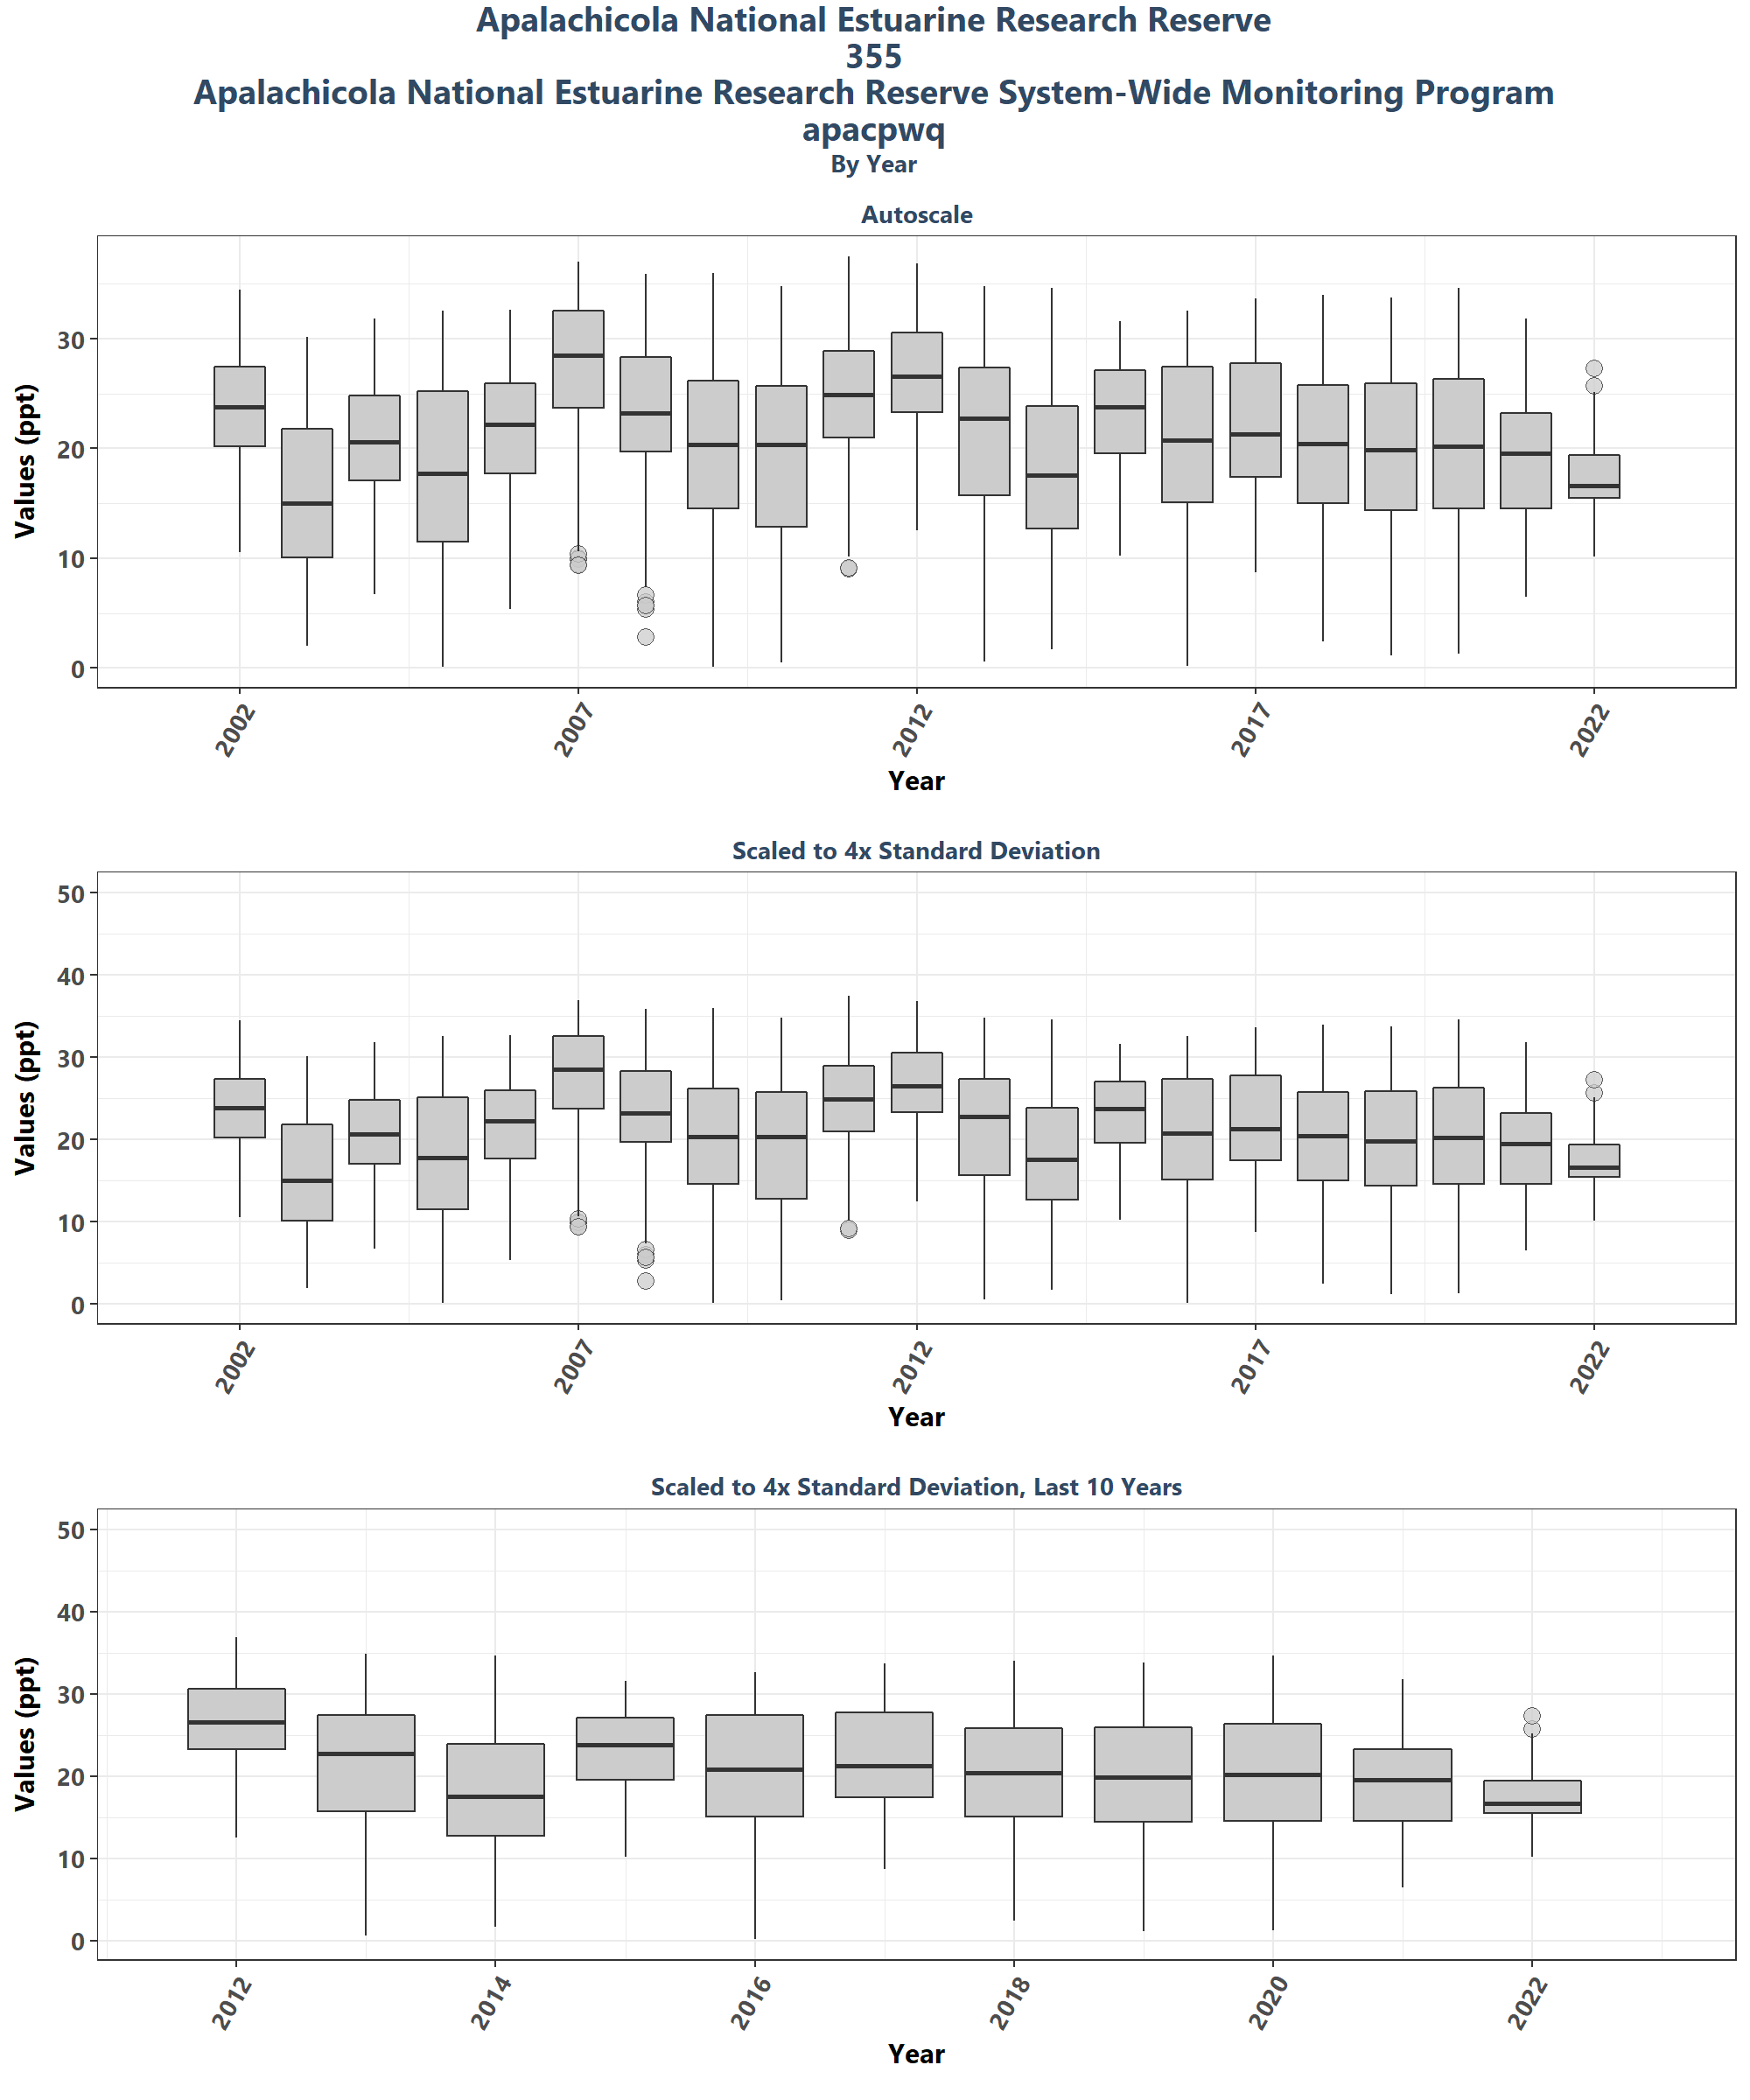 Apalachicola National Estuarine Research Reserve
355
Apalachicola National Estuarine Research Reserve System-Wide Monitoring Program
apacpwq
By Year
Autoscale
Values (ppt)
30
20
10
0
2002 2007 2012 2017 2022
Year
Scaled to 4x Standard Deviation
Values (ppt)
50
40
30
20
10
0
2002 2007 2012 2017 2022
Year
Scaled to 4x Standard Deviation, Last 10 Years
Values (ppt)
50
40
30
20
10
0
2012 2014 2016 2018 2020 2022
Year